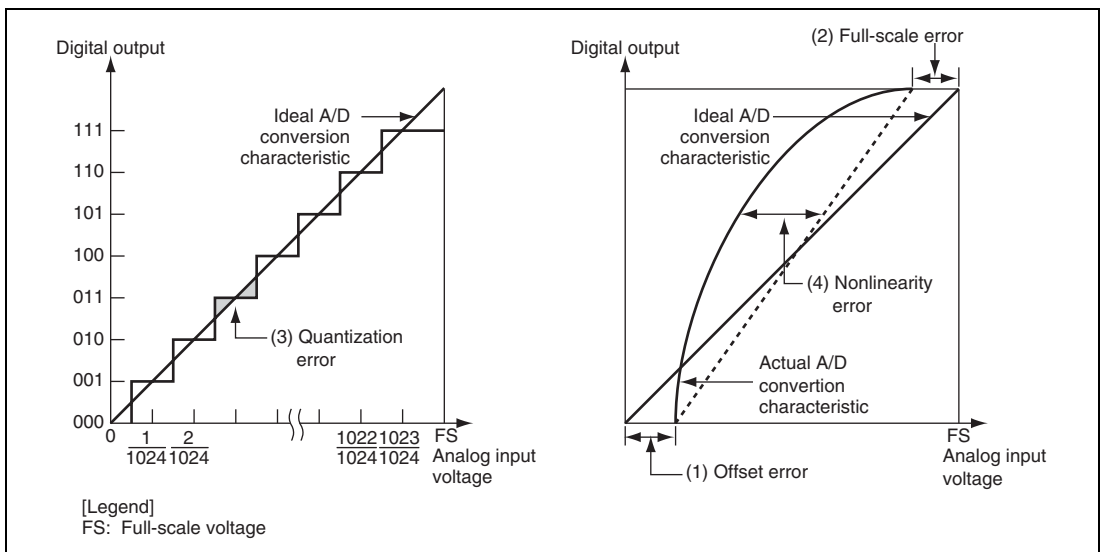 Digital output
111
110
101
100
011
010
001
000
Ideal A/D
conversion
characteristic
(3) Quantization
error
0
1
1024
2
1024
1022
1024
1023
1024
FS
Analog input
voltage
[Legend]
FS: Full-scale voltage
Digital output
(2) Full-scale error
Ideal A/D
conversion
characteristic
(4) Nonlinearity
error
Actual A/D
convertion
characteristic
FS
Analog input
voltage
(1) Offset error